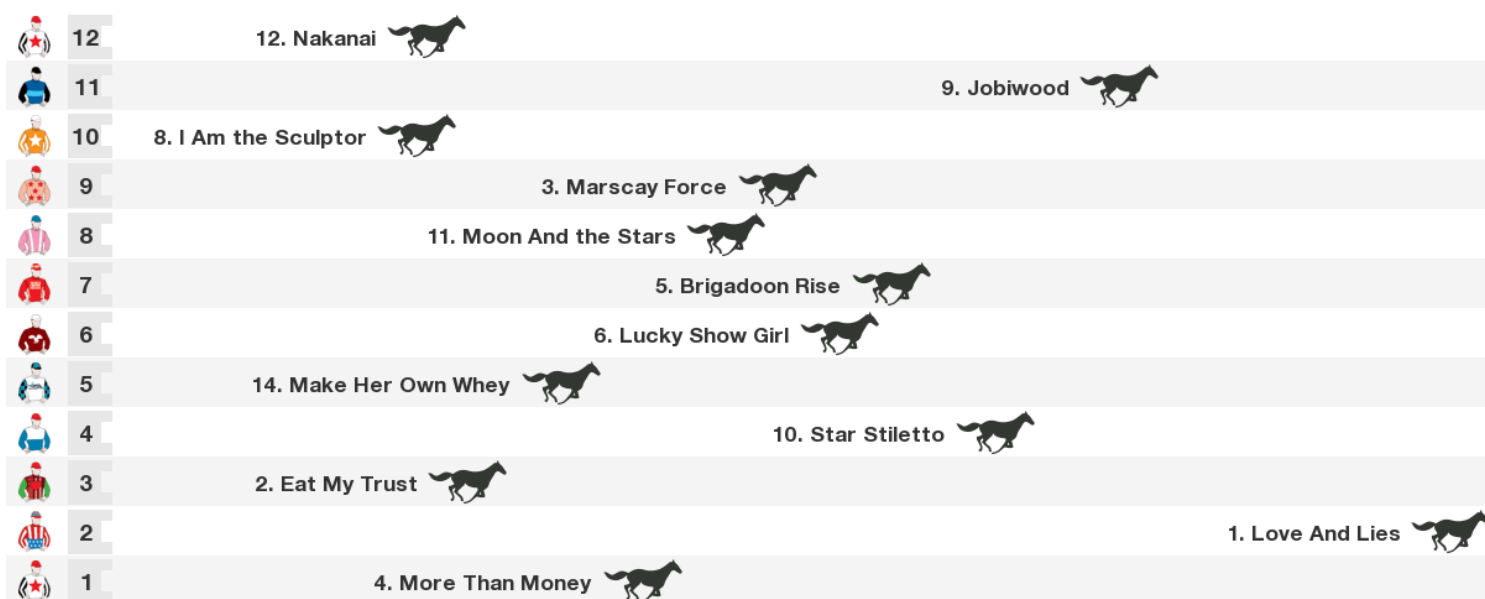 12 12. Nakanai
11 9. Jobiwood
10 8. I Am the Sculptor
9 3. Marscay Force
8 11. Moon And the Stars
7 5. Brigadoon Rise
6 6. Lucky Show Girl
5 14. Make Her Own Whey
4 10. Star Stiletto
3 2. Eat My Trust
2 1. Love And Lies
1 4. More Than Money